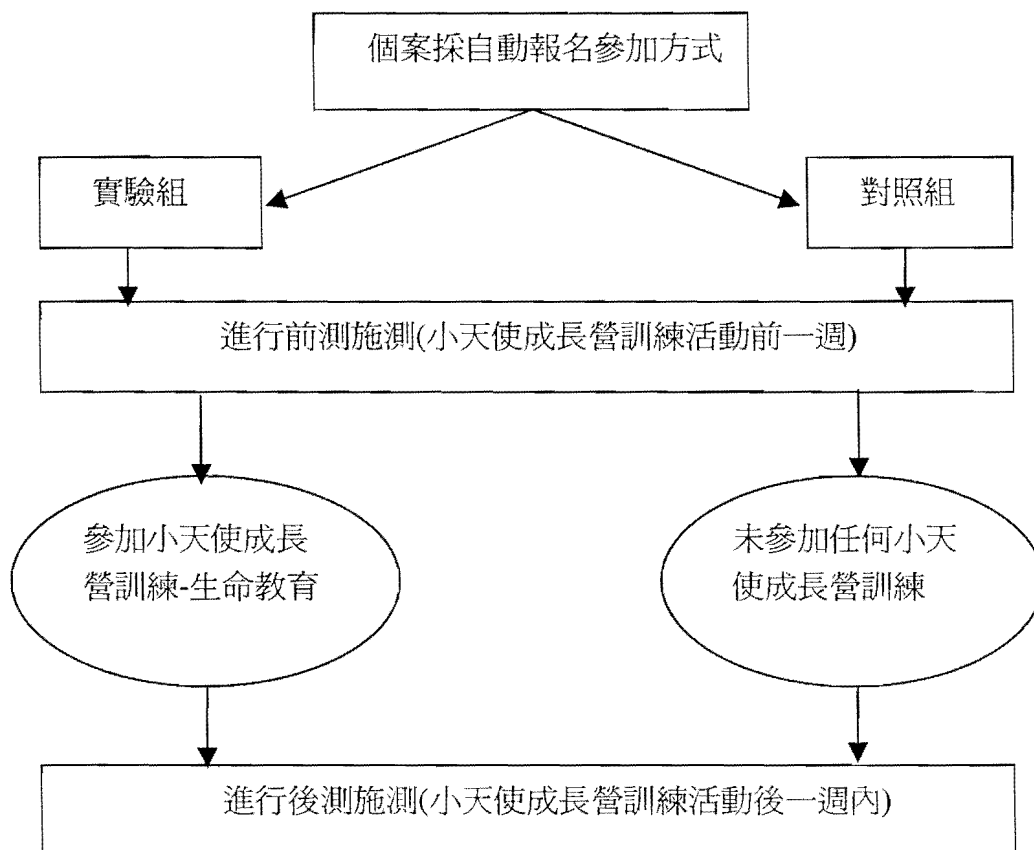 個案採自動報名參加方式
實驗組
對照組
進行前測施測(小天使成長營訓練活動前一週)
參加小天使成長
營訓練-生命教育
未參加任何小天
使成長營訓練
進行後測施測(小天使成長營訓練活動後一週內)